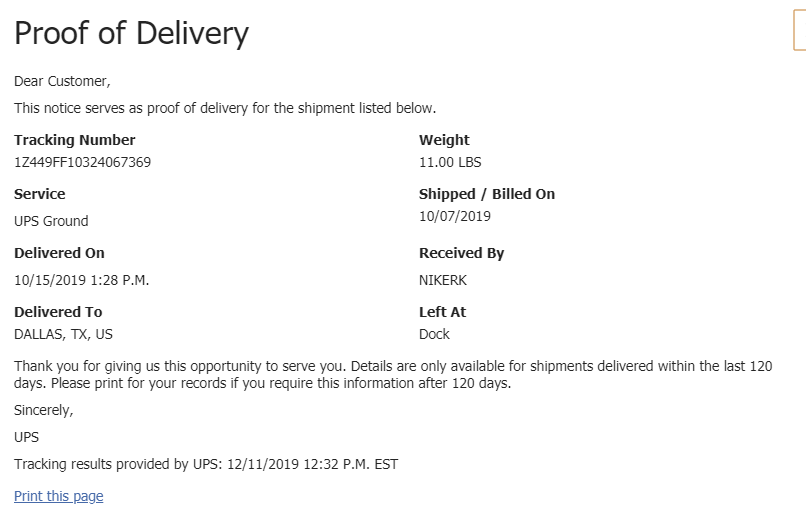 Proof of Delivery
Dear Customer,
This notice serves as proof of delivery for the shipment listed below.
Tracking Number
1Z449FF10324067369
Weight
11.00 LBS
Service
UPS Ground
Shipped / Billed On
10/07/2019
Delivered On
10/15/2019 1:28 P.M.
Received By
NIKERK
Delivered To
DALLAS, TX, US
Left At
Dock
Thank you for giving us this opportunity to serve you. Details are only available for shipments delivered within the last 120
days. Please print for your records if you require this information after 120 days.
Sincerely,
UPS
Tracking results provided by UPS: 12/11/2019 12:32 P.M. EST
Print this page